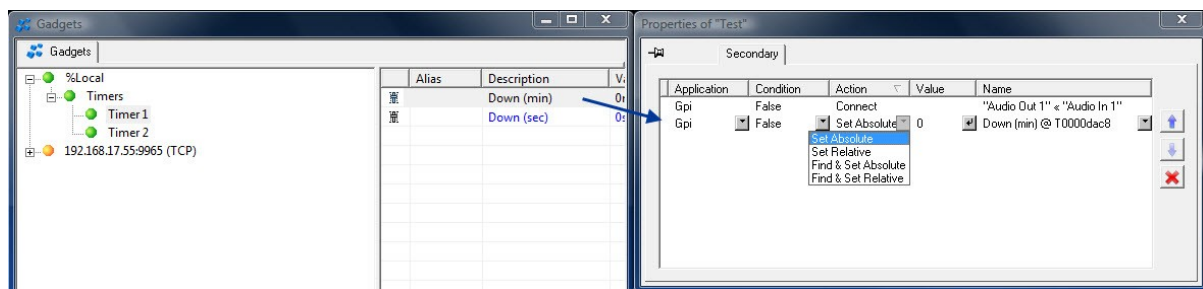 Gadgets
Gadgets
%Local
Timers
Timer 1
Timer 2
192.168.17.55:9965 (TCP)
Alias Description
Down (min)
Down (sec)
Properties of "Test"
Secondary
Application Condition Action Value Name
Gpi False Connect "Audio Out 1" « "Audio In 1"
Gpi False Set Absolute 0 Down (min) @ T0000dac8
Set Absolute
Set Relative
Find & Set Absolute
Find & Set Relative